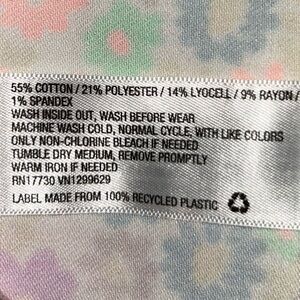 55% COTTON / 21% POLYESTER / 14% LYOCELL / 9% RAYON /
1% SPANDEX
WASH INSIDE OUT, WASH BEFORE WEAR
MACHINE WASH COLD, NORMAL CYCLE, WITH LIKE COLORS
ONLY NON-CHLORINE BLEACH IF NEEDED
TUMBLE DRY MEDIUM, REMOVE PROMPTLY
WARM IRON IF NEEDED
RN17730 VN1299629
LABEL MADE FROM 100% RECYCLED PLASTIC